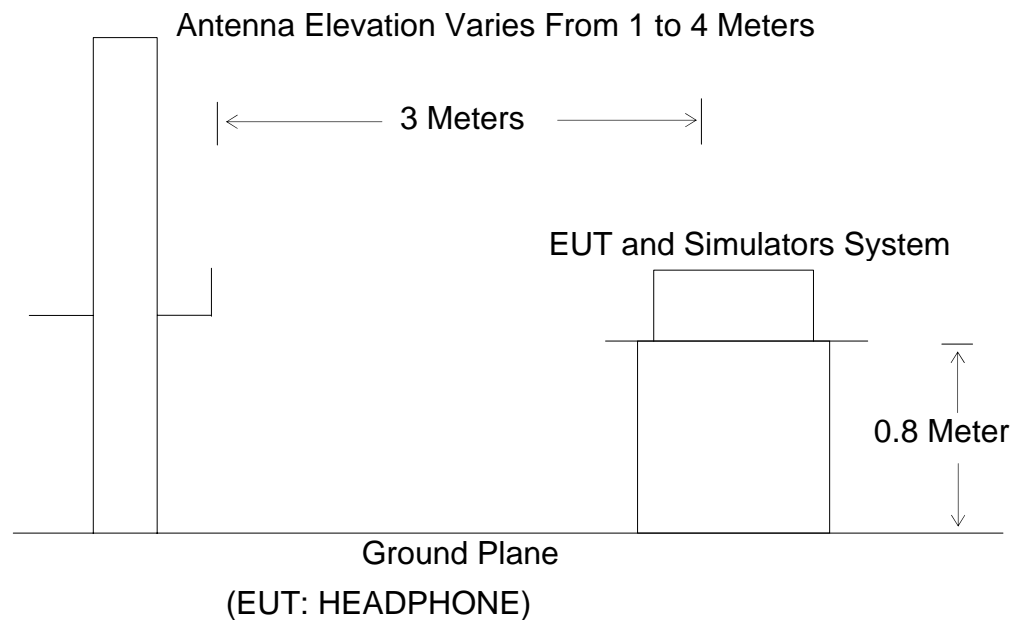 Antenna Elevation Varies From 1 to 4 Meters
3 Meters
EUT and Simulators System
0.8 Meter
Ground Plane
(EUT: HEADPHONE)